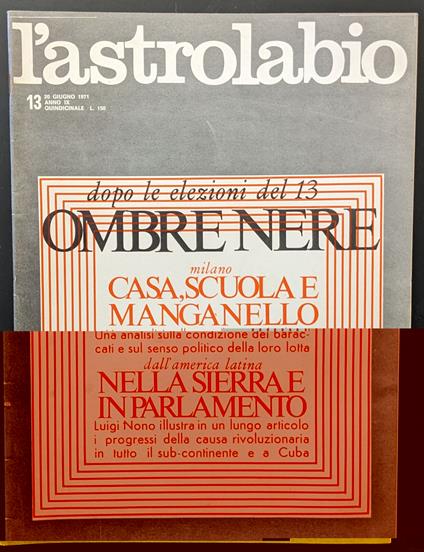 l'astrolabio
13
20 GIUGNO 1971
ANNO IX
QUINDICINALE L. 150
dopo le elezioni del 13
OMBRE NERE
milano
CASA, SCUOLA E
MANGANELLO
Una analisi sulla condizione dei barac-
cati e sul senso politico della loro lotta
dall'america latina
NELLA SIERRA E
IN PARLAMENTO
Luigi Nono illustra in un lungo articolo
i progressi della causa rivoluzionaria
in tutto il sub-continente e a Cuba